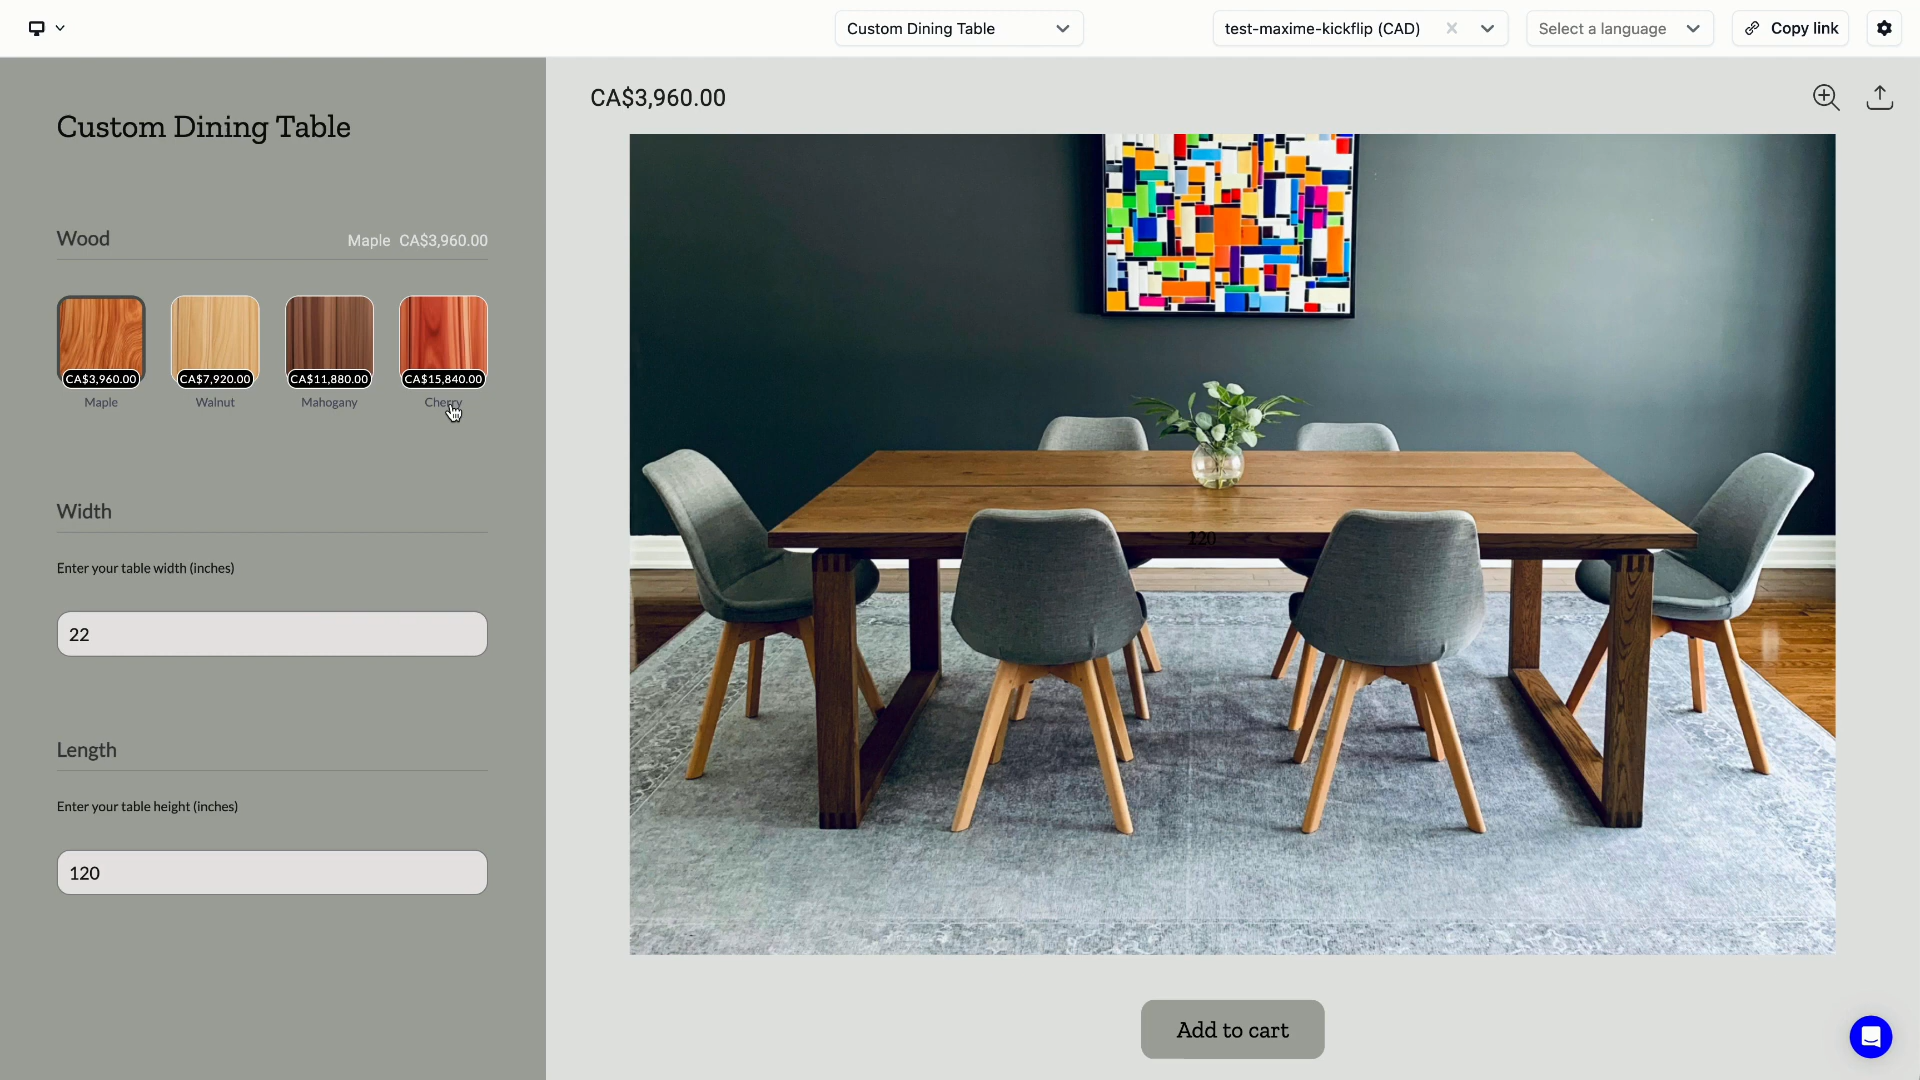 Custom Dining Table
test-maxime-kickflip (CAD)
Select a language
Copy link
Custom Dining Table
CA$3,960.00
Wood
Maple CA$3,960.00
CA$3,960.00
CA$7,920.00
CA$11,880.00
CA$15,840.00
Maple
Walnut
Mahogany
Cherry
120
Width
Enter your table width (inches)
22
Length
Enter your table height (inches)
120
Add to cart